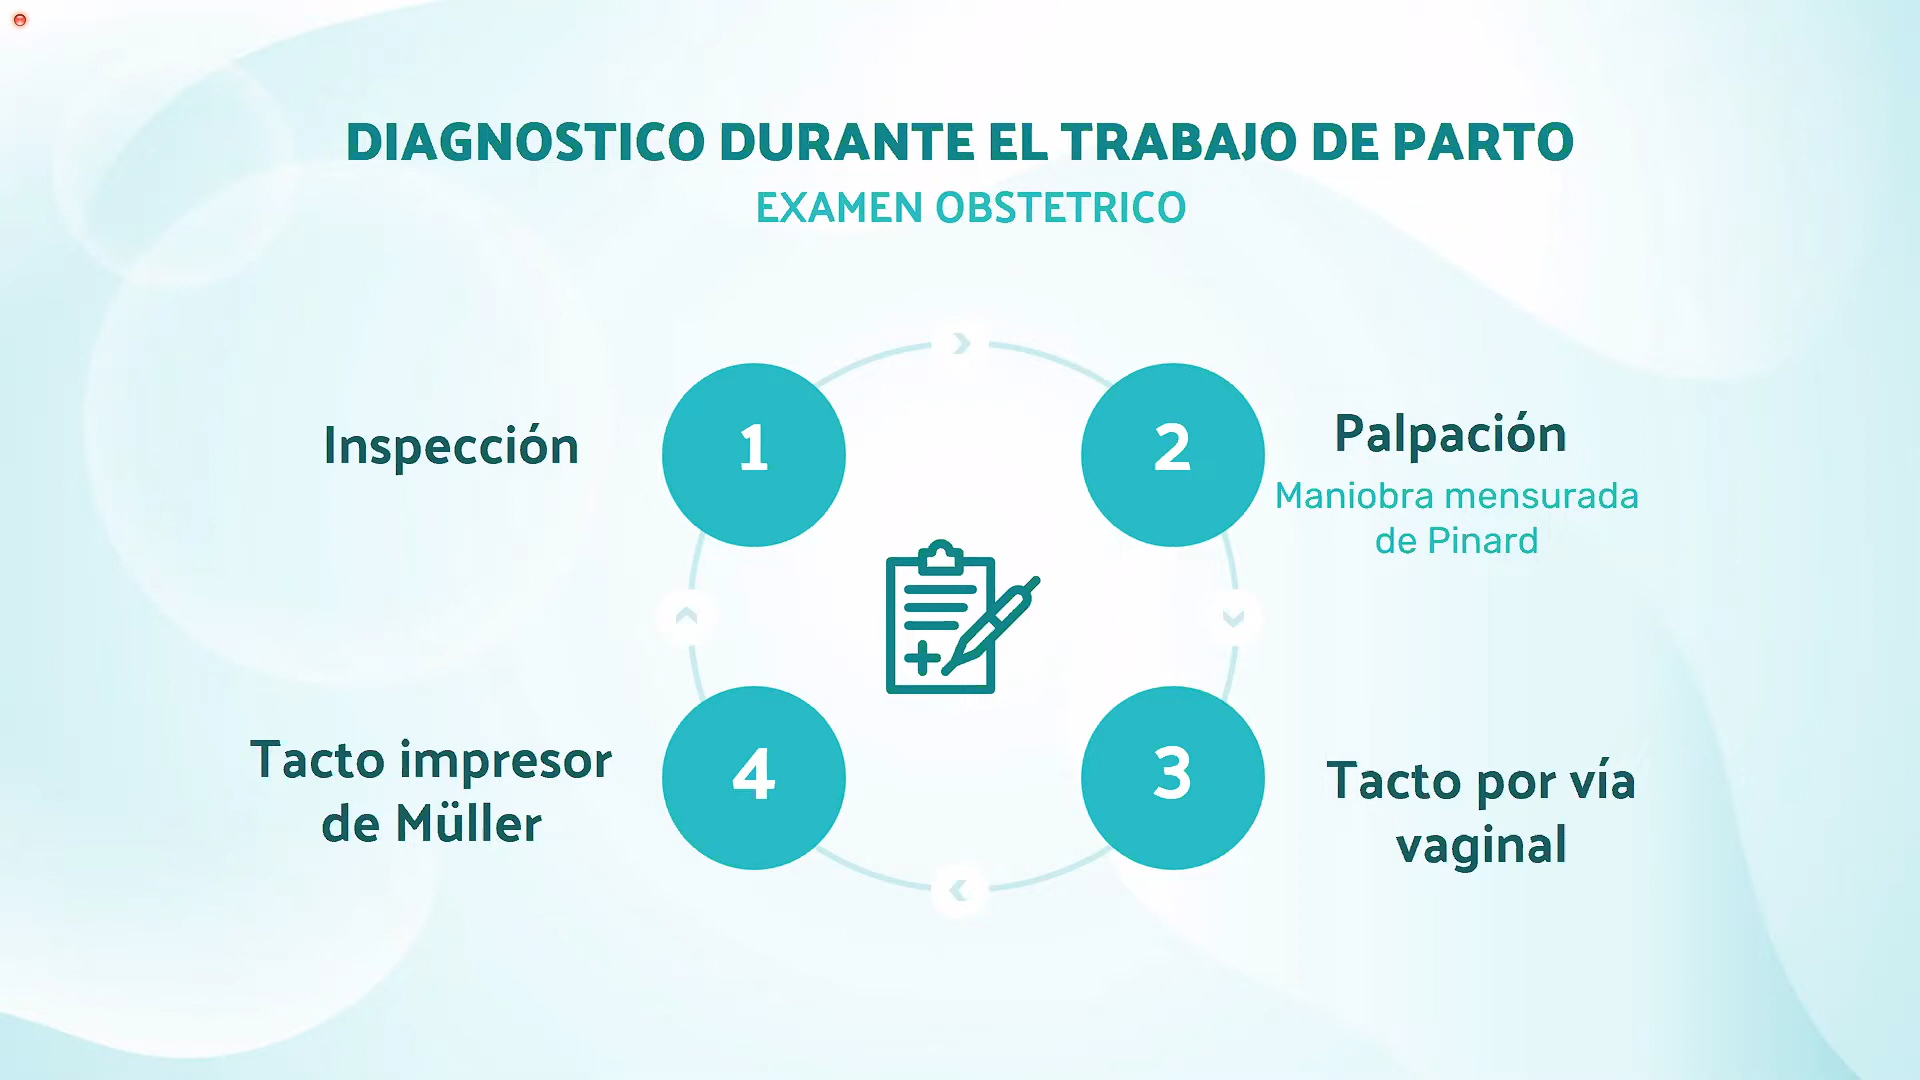 DIAGNOSTICO DURANTE EL TRABAJO DE PARTO
EXAMEN OBSTETRICO
1
Inspección
2
Palpación
Maniobra mensurada
de Pinard
3
Tacto por vía
vaginal
4
Tacto impresor
de Müller